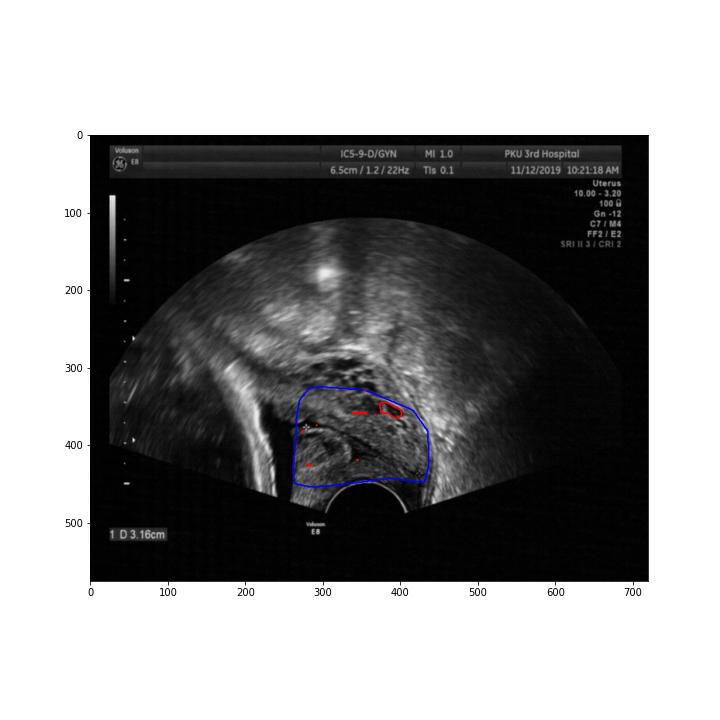 Voluson
E8
IC5-9-D/GYN
MI 1.0
PKU 3rd Hospital
6.5cm / 1.2 / 22Hz
TIs 0.1
11/12/2019 10:21:18 AM
Uterus
10.00 - 3.20
100
Gn -12
C7 / M4
FF2 / E2
SRI II 3 / CRI 2
0
100
200
300
400
500
Voluson
E8
1 D 3.16cm
0 100 200 300 400 500 600 700